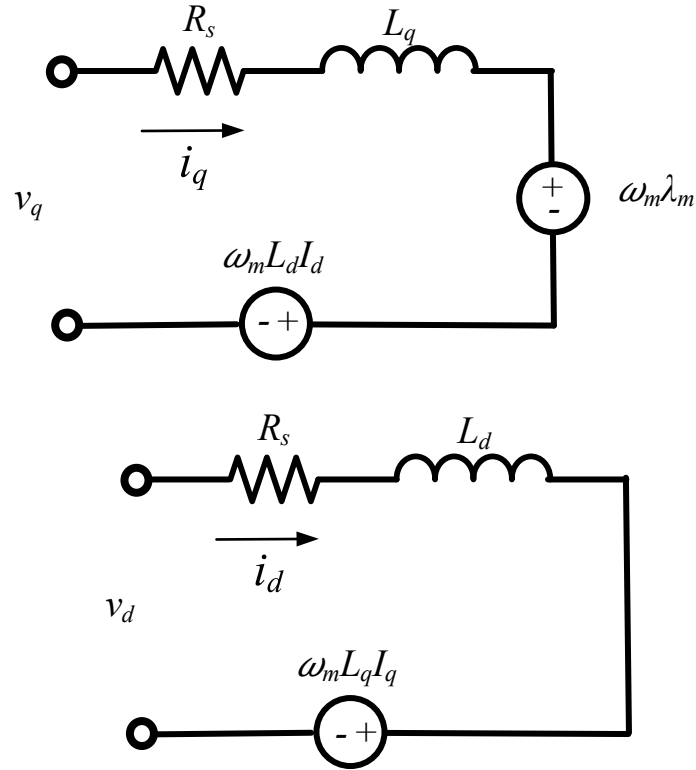 R_s
L_q
i_q
+
-
ω_mλ_m
v_q
ω_mL_dI_d
- +
R_s
L_d
i_d
v_d
ω_mL_qI_q
- +